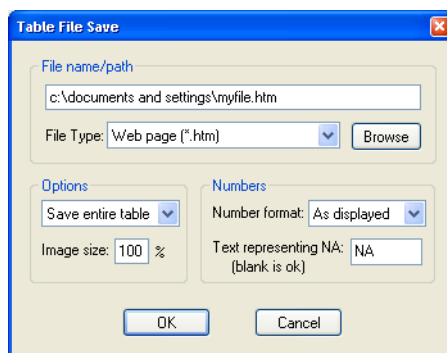 Table File Save
File name/path
c:\documents and settings\myfile.htm
File Type: Web page (*.htm) Browse
Options Numbers
Save entire table Number format: As displayed
Image size: 100 % Text representing NA: NA
(blank is ok)
OK Cancel